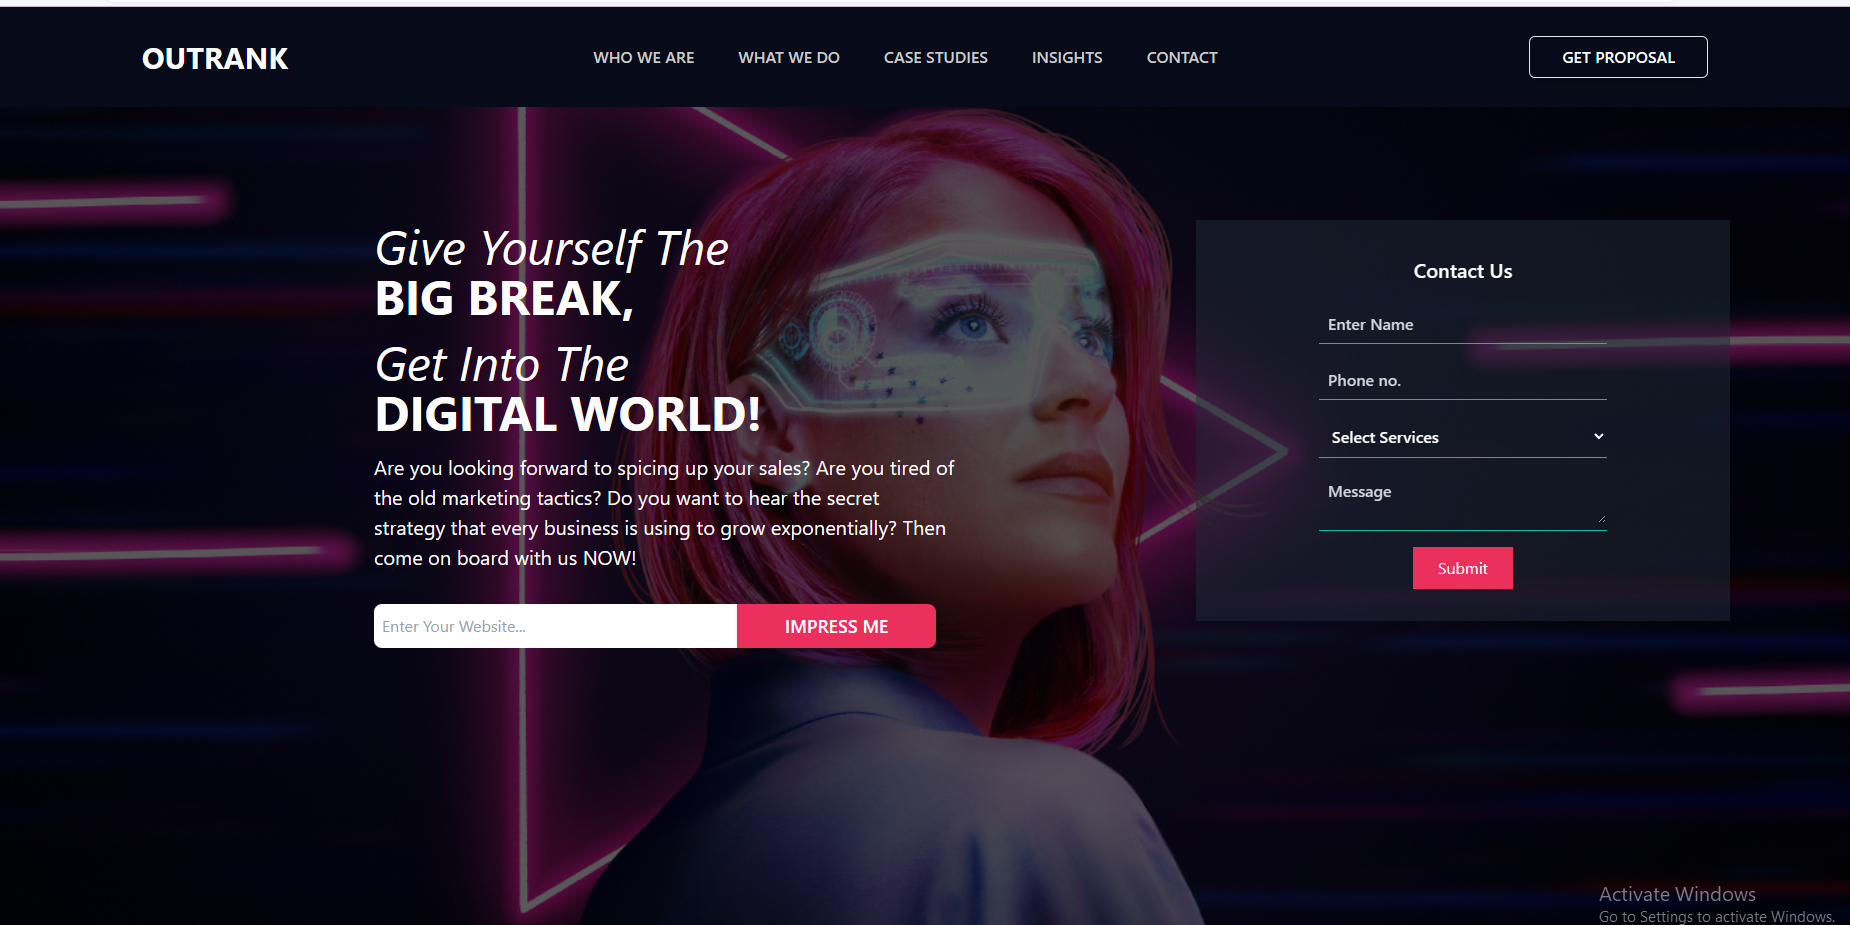 OUTRANK
WHO WE ARE
WHAT WE DO
CASE STUDIES
INSIGHTS
CONTACT
GET PROPOSAL
Give Yourself The
BIG BREAK,
Get Into The
DIGITAL WORLD!
Are you looking forward to spicing up your sales? Are you tired of
the old marketing tactics? Do you want to hear the secret
strategy that every business is using to grow exponentially? Then
come on board with us NOW!
Enter Your Website...
IMPRESS ME
Contact Us
Enter Name
Phone no.
Select Services
Message
Submit
Activate Windows
Go to Settings to activate Windows.